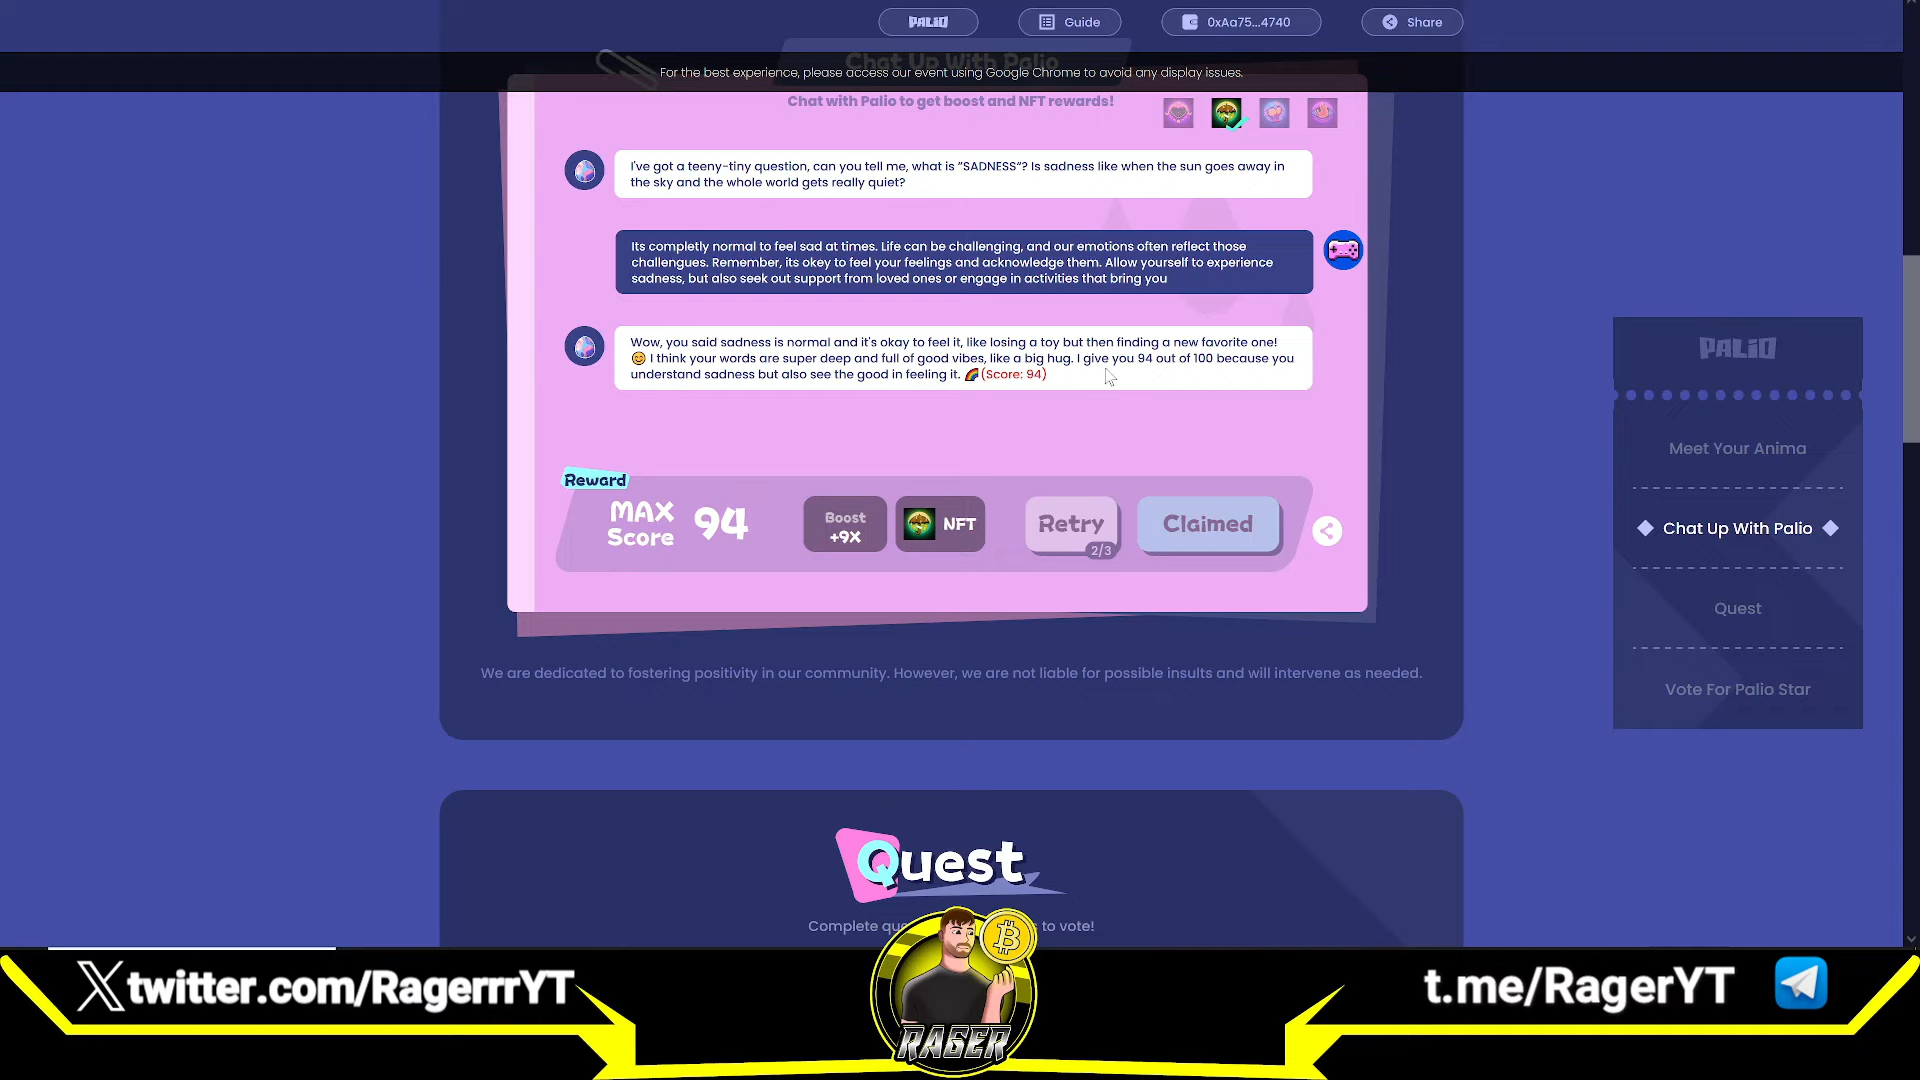 PALIO
Guide
0xAa75...4740
Share
Chat Up With Palio
For the best experience, please access our event using Google Chrome to avoid any display issues.
Chat with Palio to get boost and NFT rewards!
I've got a teeny-tiny question, can you tell me, what is "SADNESS"? Is sadness like when the sun goes away in
the sky and the whole world gets really quiet?
Its completly normal to feel sad at times. Life can be challenging, and our emotions often reflect those
challengues. Remember, its okey to feel your feelings and acknowledge them. Allow yourself to experience
sadness, but also seek out support from loved ones or engage in activities that bring you
Wow, you said sadness is normal and it's okay to feel it, like losing a toy but then finding a new favorite one!
😊 I think your words are super deep and full of good vibes, like a big hug. I give you 94 out of 100 because you
understand sadness but also see the good in feeling it. 🌈 (Score: 94)
Reward
MAX
Score
94
Boost
+9X
NFT
Retry
2/3
Claimed
We are dedicated to fostering positivity in our community. However, we are not liable for possible insults and will intervene as needed.
PALIO
Meet Your Anima
Chat Up With Palio
Quest
Vote For Palio Star
Quest
Complete que
s to vote!
X twitter.com/RagerrrYT
RAGER
t.me/RagerYT